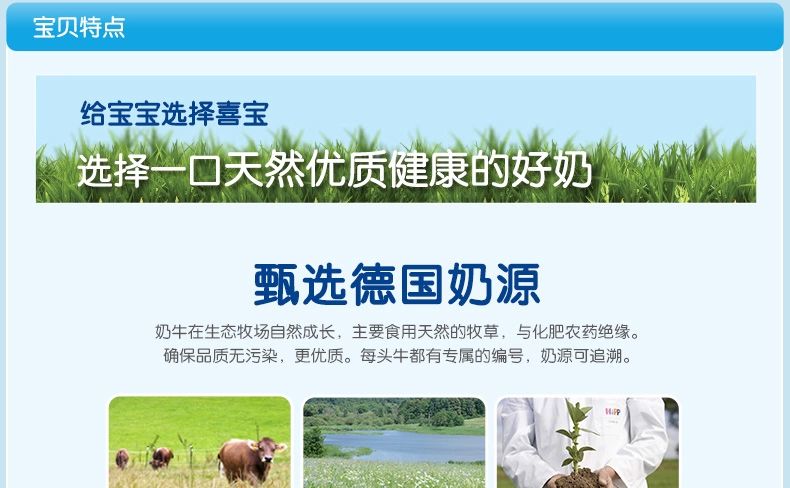 宝贝特点
给宝宝选择喜宝
选择一口天然优质健康的好奶
甄选德国奶源
奶牛在生态牧场自然成长，主要食用天然的牧草，与化肥农药绝缘。
确保品质无污染，更优质。每头牛都有专属的编号，奶源可追溯。
HiPP